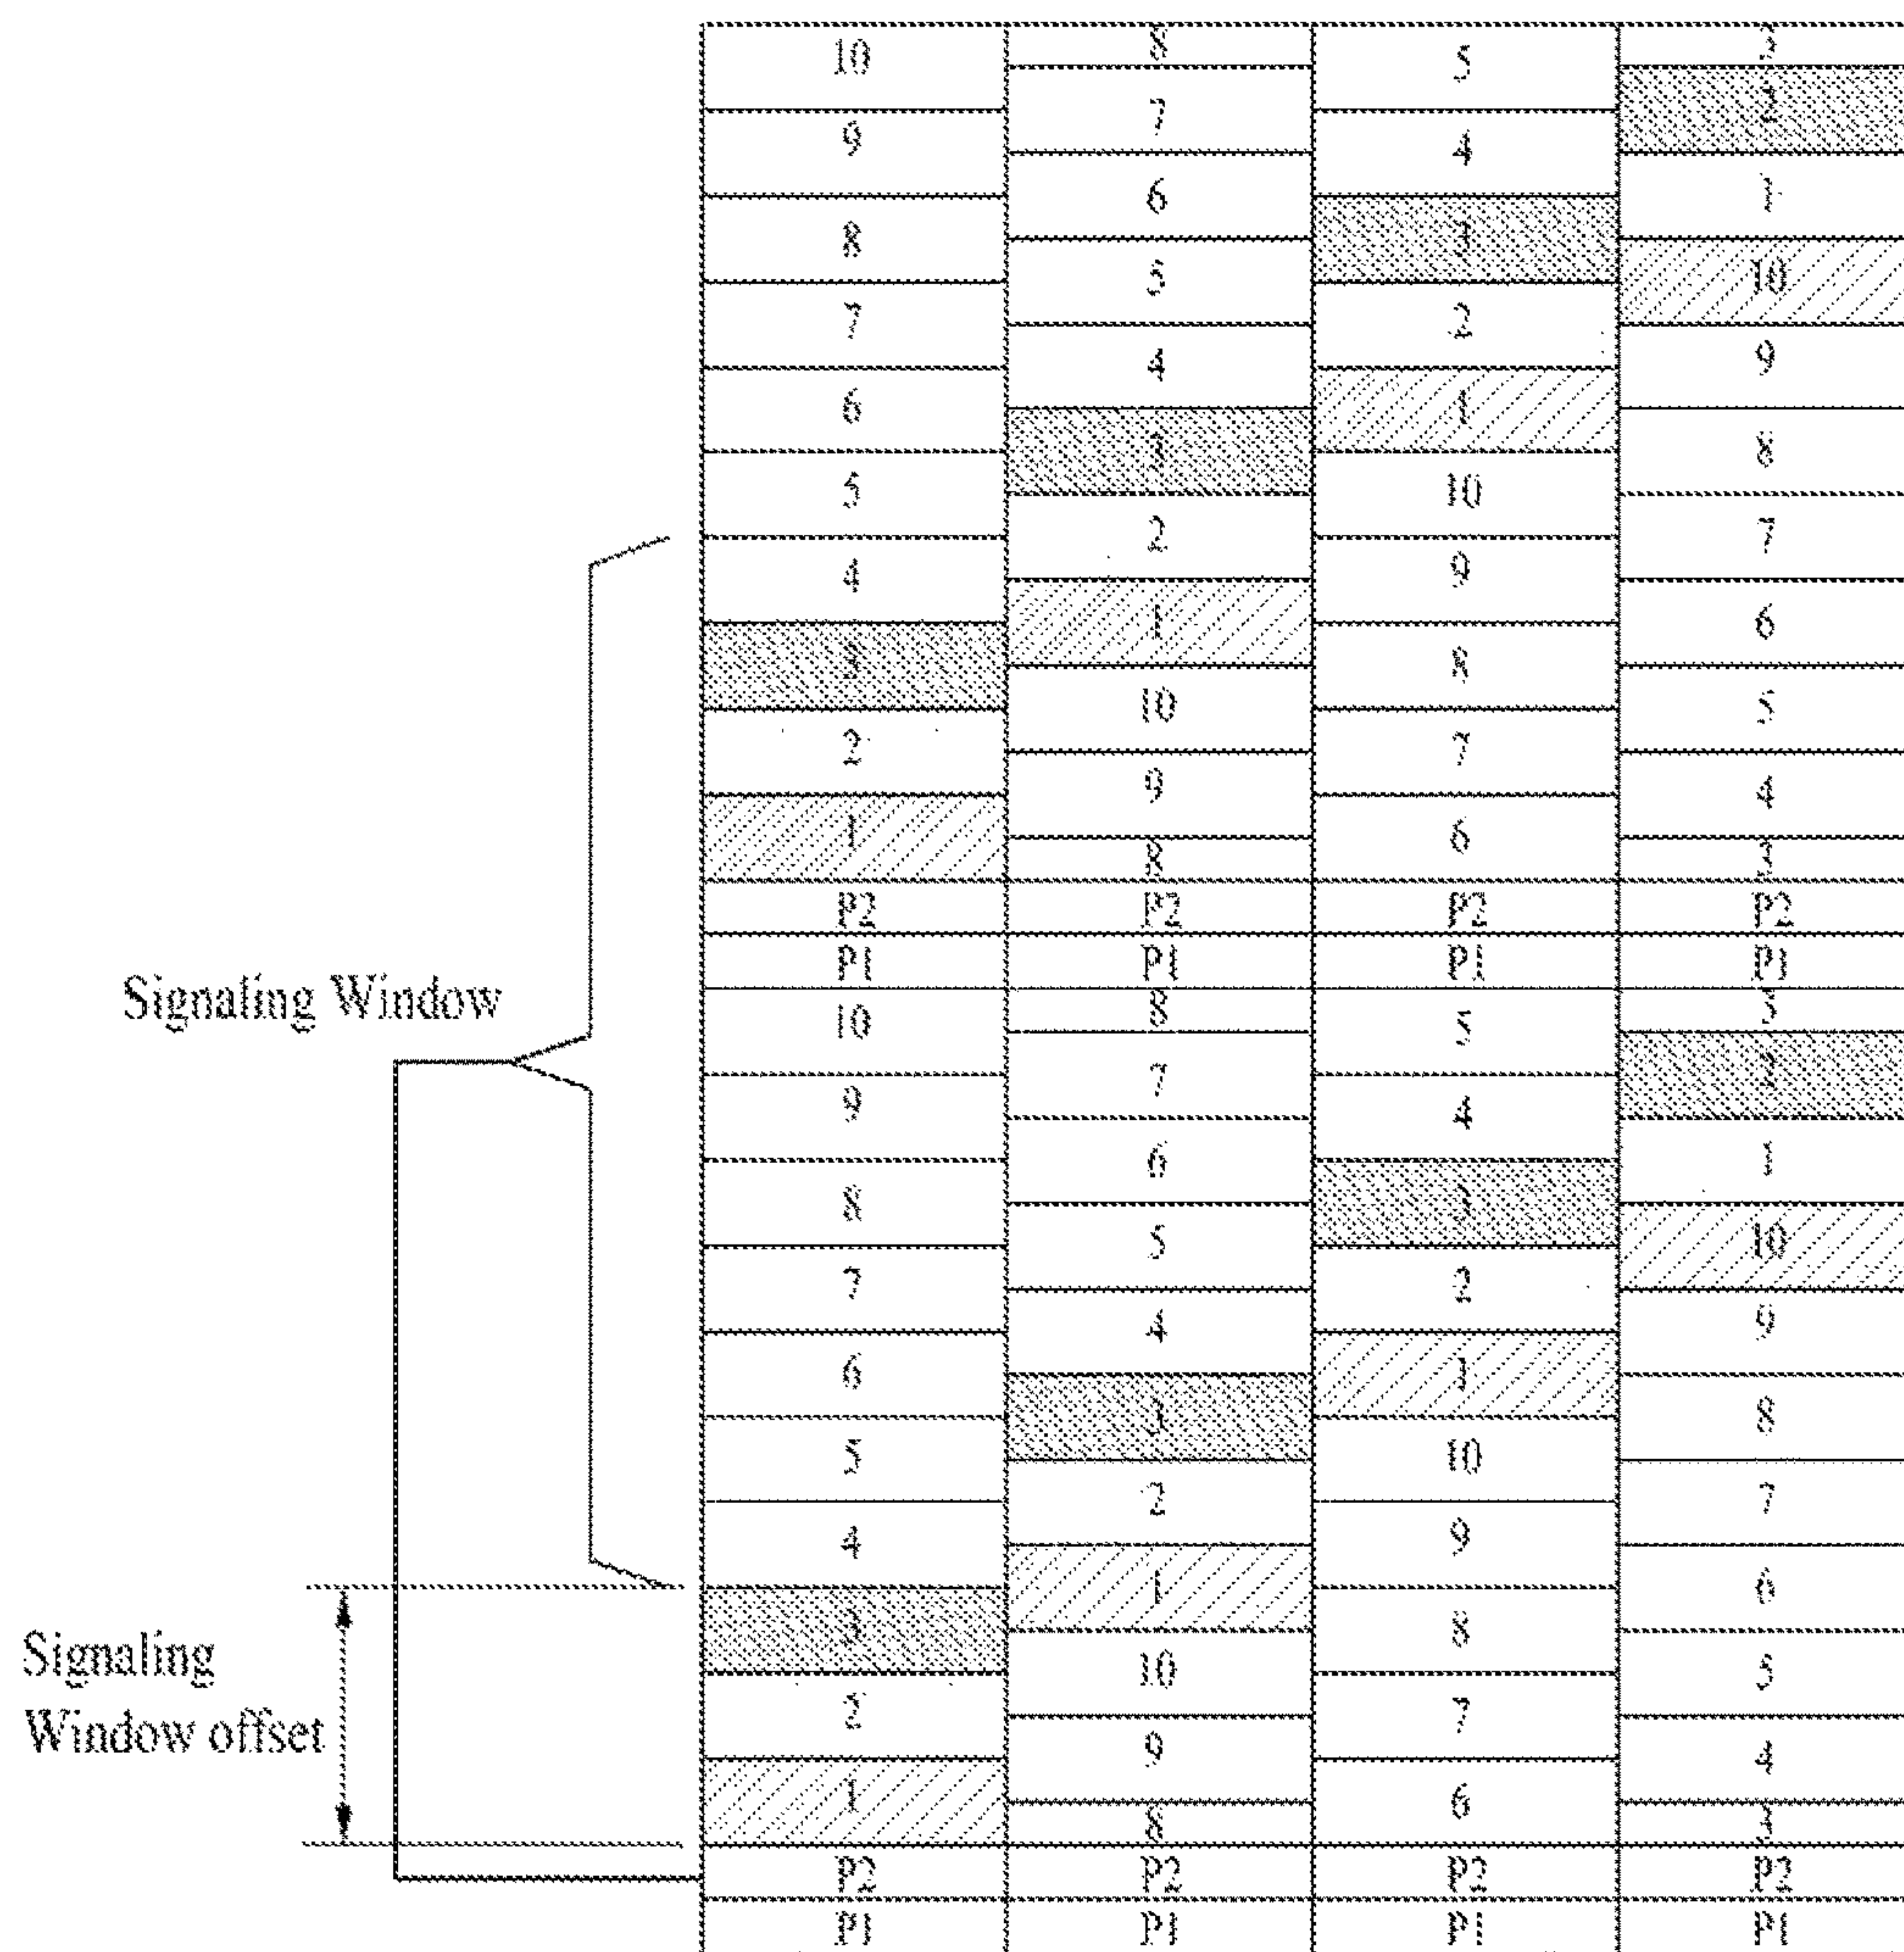 10 8 5 3
9 7 4 2
8 6 3 1
7 5 2 10
6 4 1 9
5 3 10 8
4 2 9 7
3 1 8 6
2 10 7 5
1 9 6 4
8 3
P2 P2 P2 P2
P1 P1 P1 P1
Signaling Window
10 8 5 3
9 7 4 2
8 6 3 1
7 5 2 10
6 4 1 9
5 3 10 8
4 2 9 7
3 1 8 6
2 10 7 5
1 9 6 4
8 3
Signaling
Window offset
P2 P2 P2 P2
P1 P1 P1 P1